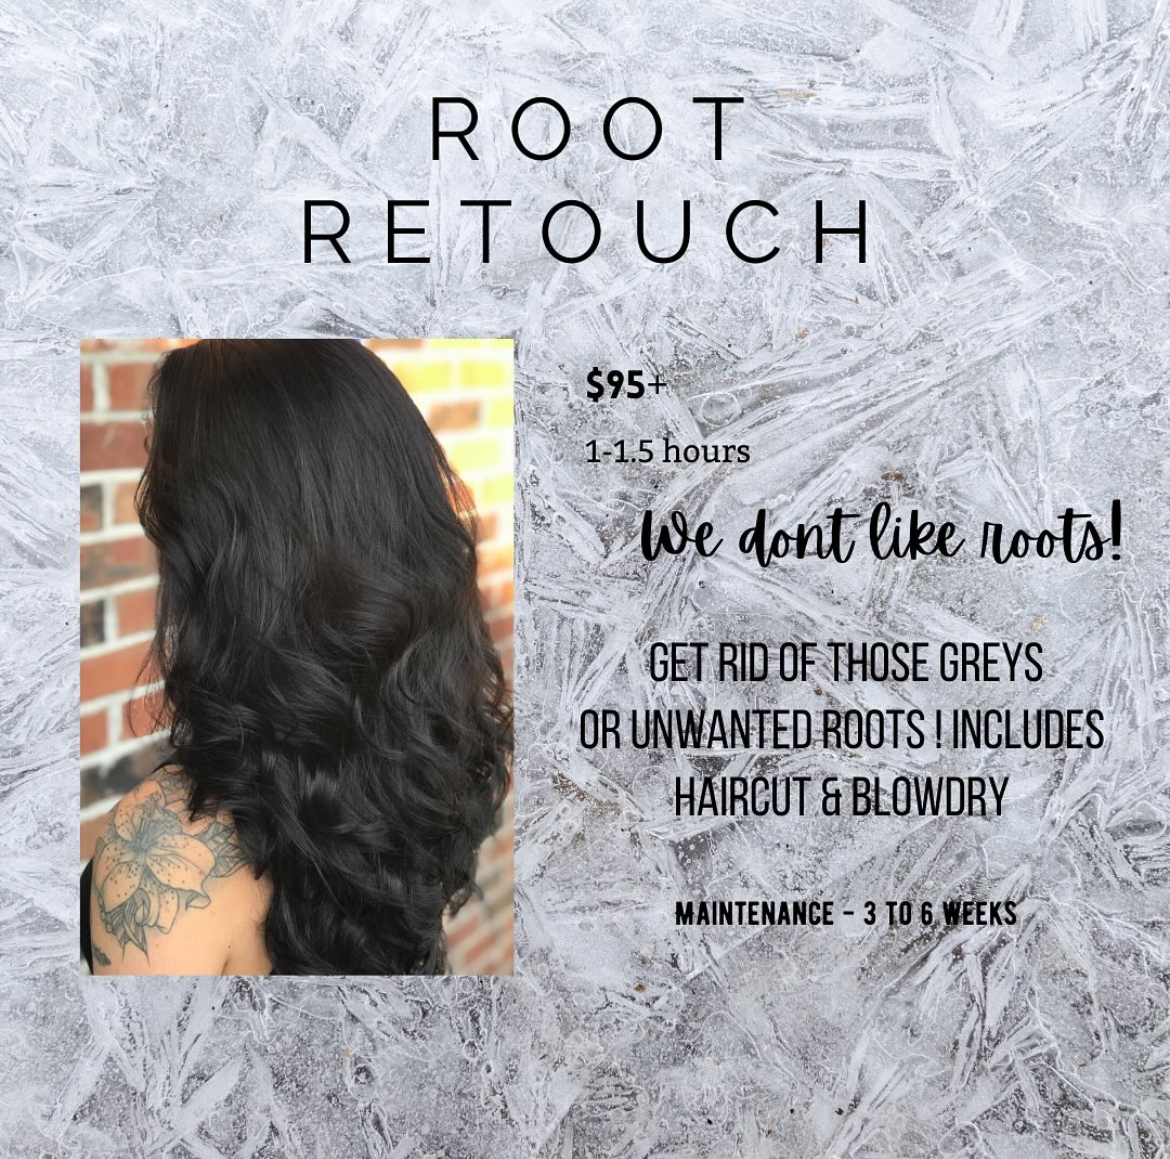 ROOT
RETOUCH
$95+
1-1.5 hours
We dont like roots!
GET RID OF THOSE GREYS
OR UNWANTED ROOTS ! INCLUDES
HAIRCUT & BLOWDRY
MAINTENANCE - 3 TO 6 WEEKS